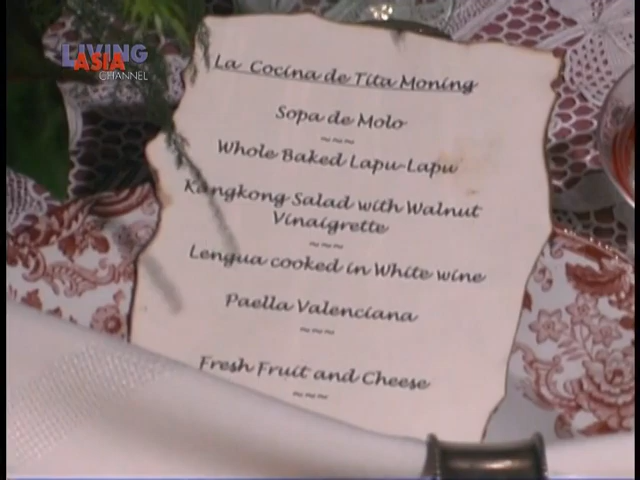 LIVING
ASIA
CHANNEL
La Cocina de Tita Moning
Sopa de Molo
~~~
Whole Baked Lapu-Lapu
Kangkong Salad with Walnut
Vinaigrette
~~~
Lengua cooked in White wine
Paella Valenciana
~~~
Fresh Fruit and Cheese
~~~